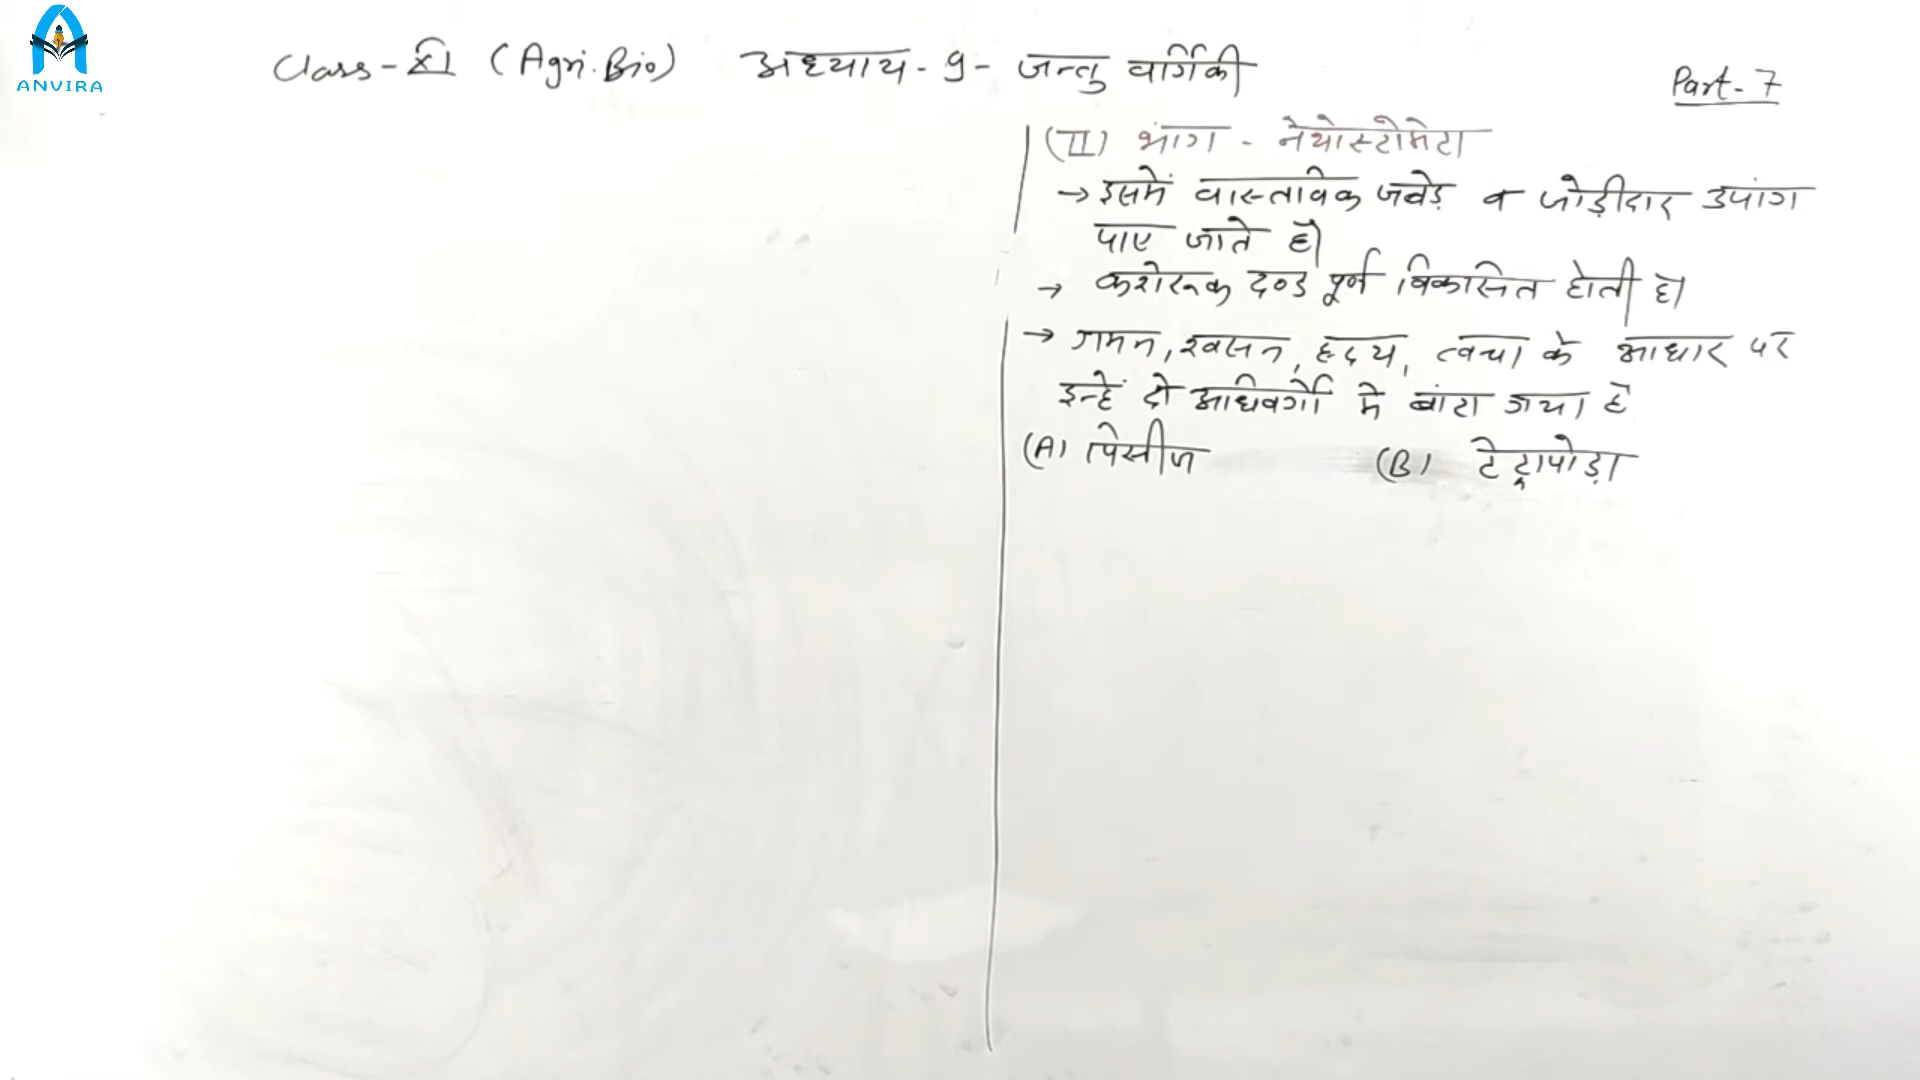 ANVIRA
Class-XI (Agri.Bio) अध्याय-9- जन्तु वर्गिकी
Part-7
(II) भाग - नेथोस्टोमेटा
→ इसमें वास्तविक जबड़े व जोड़ीदार उपांग
पाए जाते है।
→ कशेरूक दण्ड पूर्ण विकसित होती है।
→ गमन, श्वसन, हृदय, त्वचा के आधार पर
इन्हें दो अधिवर्गो मे बांटा गया है
(A) पिसीज (B) टेट्रापोड़ा